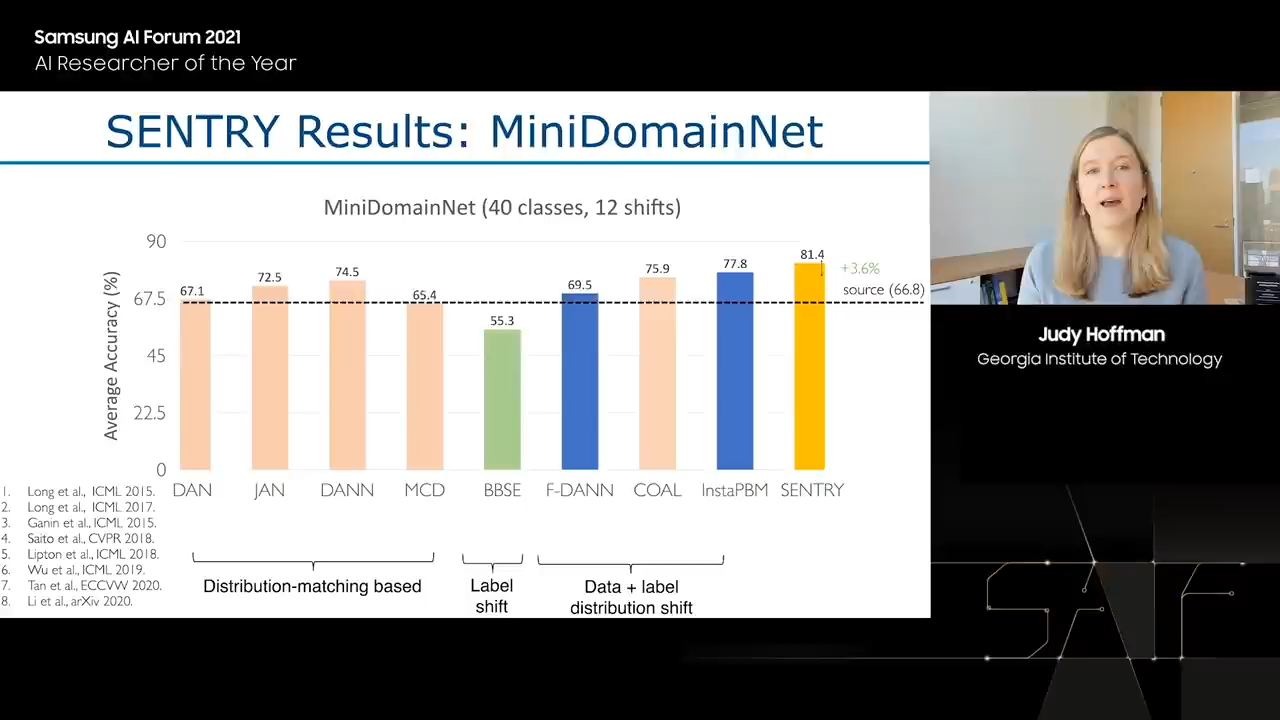 Samsung AI Forum 2021
AI Researcher of the Year
SENTRY Results: MiniDomainNet
MiniDomainNet (40 classes, 12 shifts)
Average Accuracy (%)
90
67.5
45
22.5
0
67.1
72.5
74.5
65.4
55.3
69.5
75.9
77.8
81.4
+3.6%
source (66.8)
DAN JAN DANN MCD BBSE F-DANN COAL InstaPBM SENTRY
1. Long et al., ICML 2015.
2. Long et al., ICML 2017.
3. Ganin et al., ICML 2015.
4. Saito et al., CVPR 2018.
5. Lipton et al., ICML 2018.
6. Wu et al., ICML 2019.
7. Tan et al., ECCVW 2020.
8. Li et al., arXiv 2020.
Distribution-matching based
Label
shift
Data + label
distribution shift
Judy Hoffman
Georgia Institute of Technology